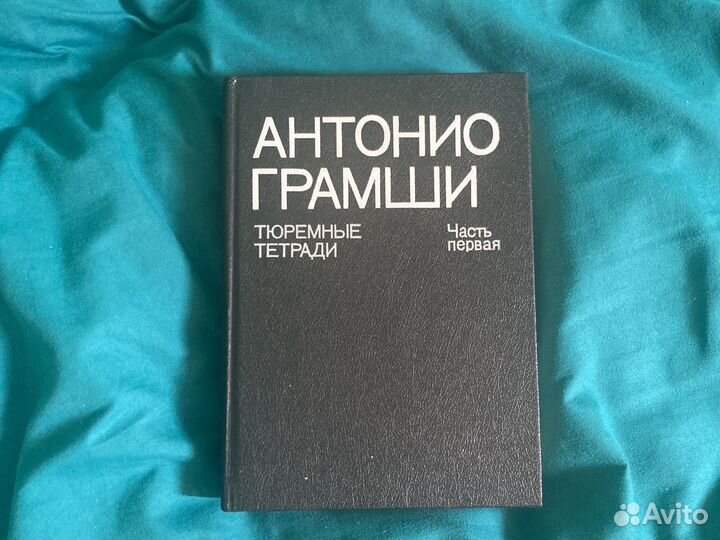 АНТОНИО
ГРАМШИ
ТЮРЕМНЫЕ
ТЕТРАДИ
Часть
первая
Avito